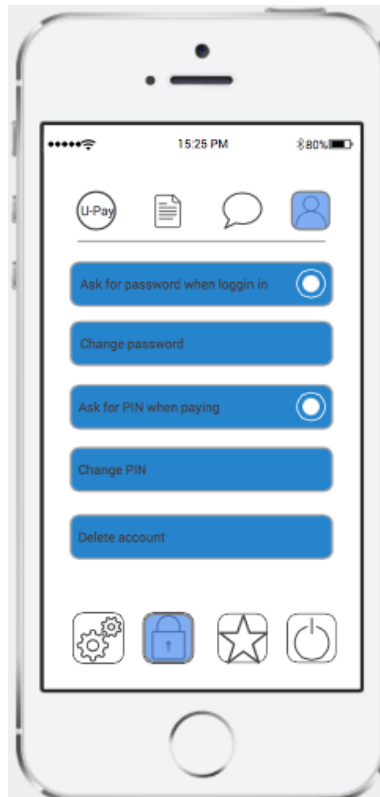 15:25 PM
80%
U-Pay
Ask for password when loggin in
Change password
Ask for PIN when paying
Change PIN
Delete account